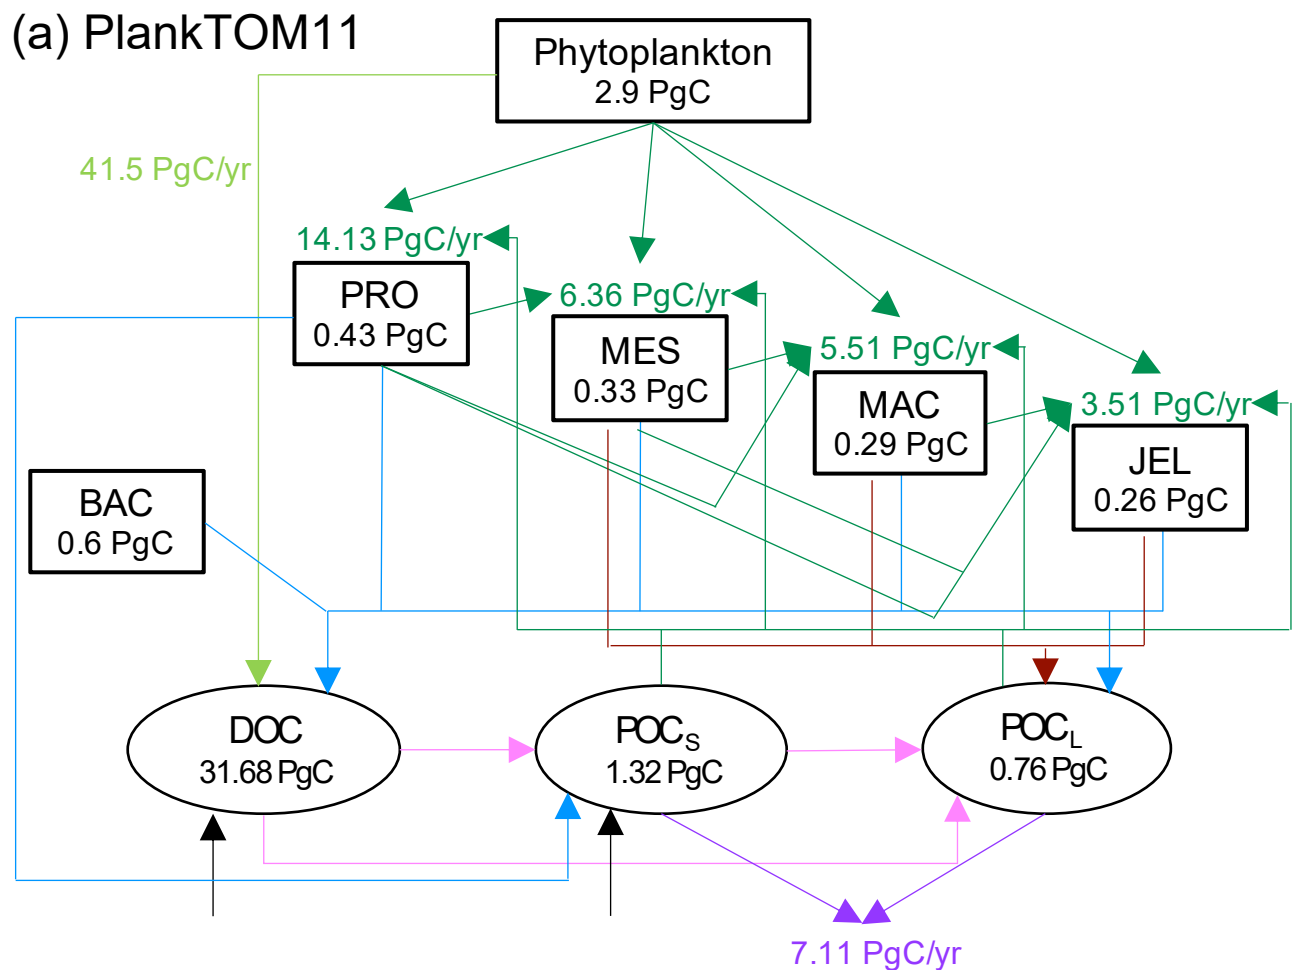 (a) PlankTOM11
Phytoplankton
2.9 PgC
41.5 PgC/yr
14.13 PgC/yr
PRO
0.43 PgC
6.36 PgC/yr
MES
0.33 PgC
5.51 PgC/yr
MAC
0.29 PgC
3.51 PgC/yr
JEL
0.26 PgC
BAC
0.6 PgC
DOC
31.68 PgC
POCS
1.32 PgC
POCL
0.76 PgC
7.11 PgC/yr